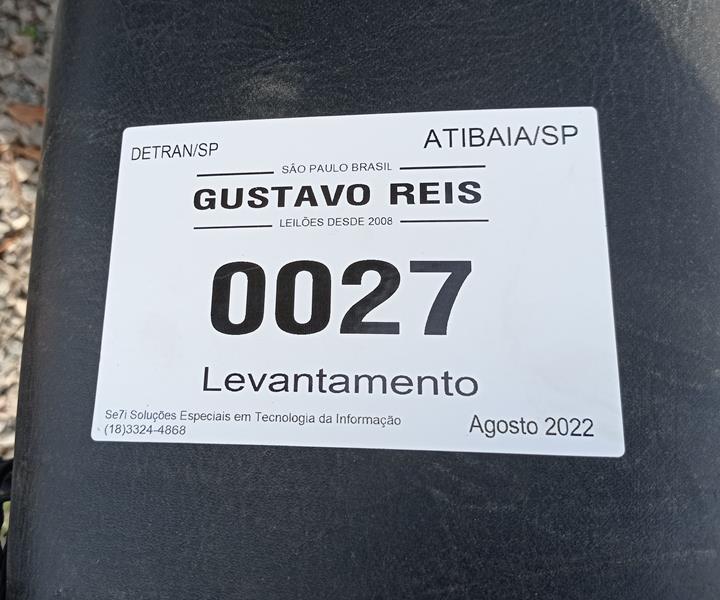 DETRAN/SP
ATIBAIA/SP
SÃO PAULO BRASIL
GUSTAVO REIS
LEILÕES DESDE 2008
0027
Levantamento
Se7i Soluções Especiais em Tecnologia da Informação
(18)3324-4868
Agosto 2022